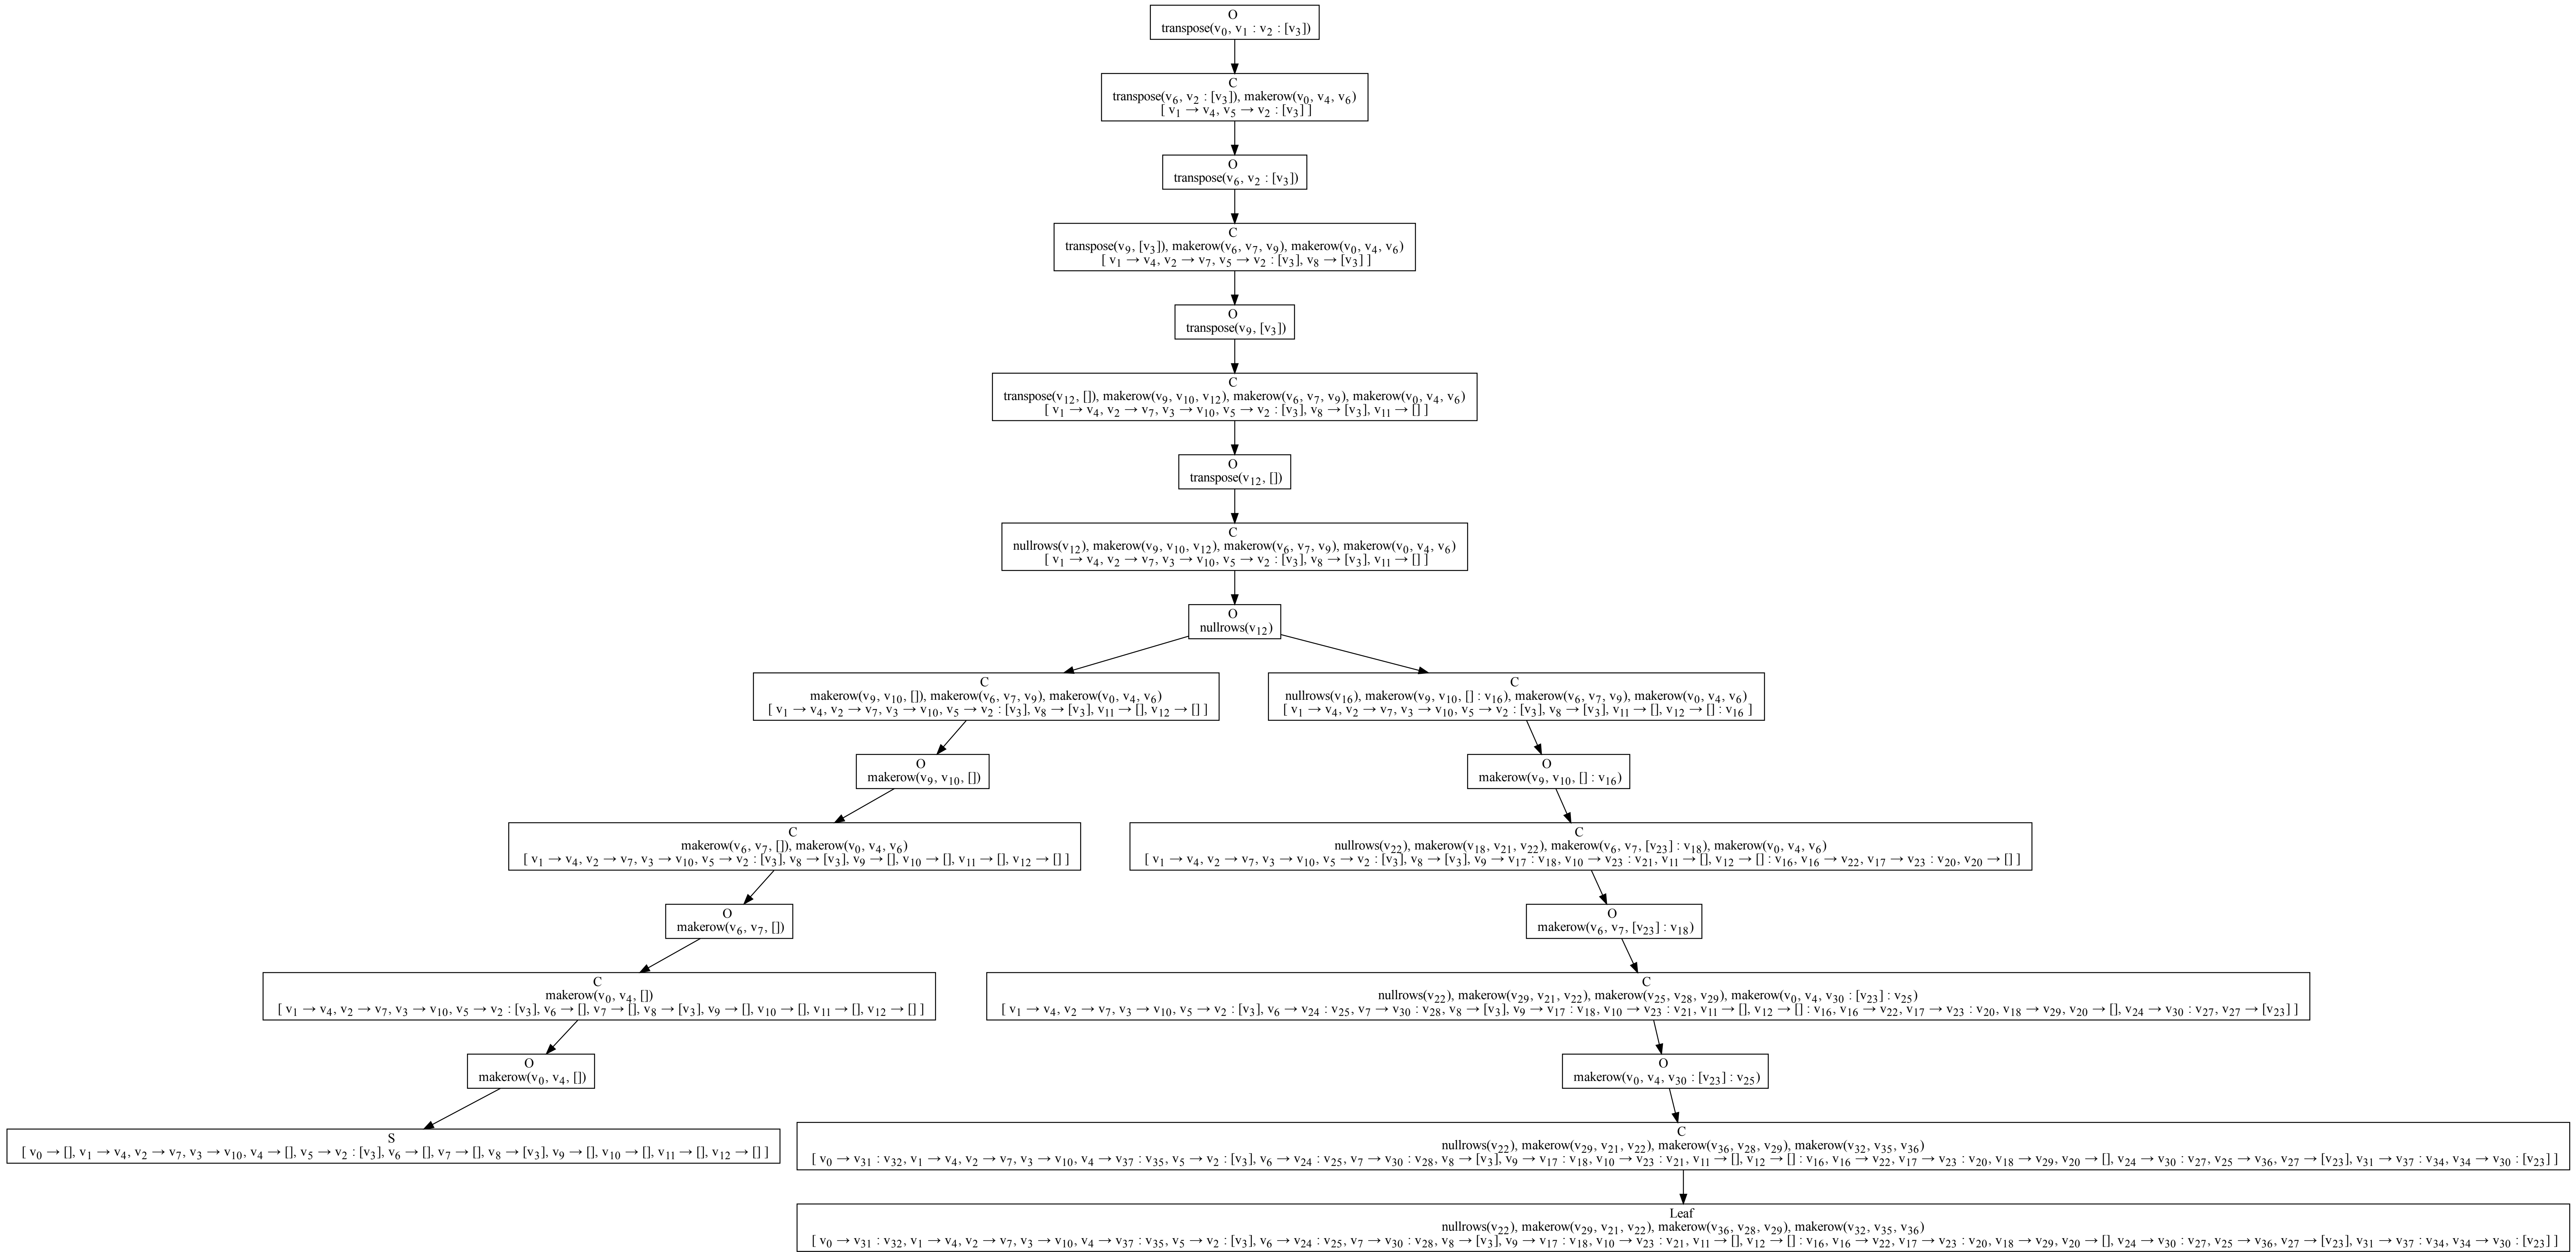 O
transpose(v₀, v₁ : v₂ : [v₃])
C
transpose(v₆, v₂ : [v₃]), makerow(v₀, v₄, v₆)
[ v₁ → v₄, v₅ → v₂ : [v₃] ]
O
transpose(v₆, v₂ : [v₃])
C
transpose(v₉, [v₃]), makerow(v₆, v₇, v₉), makerow(v₀, v₄, v₆)
[ v₁ → v₄, v₂ → v₇, v₅ → v₂ : [v₃], v₈ → [v₃] ]
O
transpose(v₉, [v₃])
C
transpose(v₁₂, []), makerow(v₉, v₁₀, v₁₂), makerow(v₆, v₇, v₉), makerow(v₀, v₄, v₆)
[ v₁ → v₄, v₂ → v₇, v₃ → v₁₀, v₅ → v₂ : [v₃], v₈ → [v₃], v₁₁ → [] ]
O
transpose(v₁₂, [])
C
nullrows(v₁₂), makerow(v₉, v₁₀, v₁₂), makerow(v₆, v₇, v₉), makerow(v₀, v₄, v₆)
[ v₁ → v₄, v₂ → v₇, v₃ → v₁₀, v₅ → v₂ : [v₃], v₈ → [v₃], v₁₁ → [] ]
O
nullrows(v₁₂)
C
makerow(v₉, v₁₀, []), makerow(v₆, v₇, v₉), makerow(v₀, v₄, v₆)
[ v₁ → v₄, v₂ → v₇, v₃ → v₁₀, v₅ → v₂ : [v₃], v₈ → [v₃], v₁₁ → [], v₁₂ → [] ]
C
nullrows(v₁₆), makerow(v₉, v₁₀, [] : v₁₆), makerow(v₆, v₇, v₉), makerow(v₀, v₄, v₆)
[ v₁ → v₄, v₂ → v₇, v₃ → v₁₀, v₅ → v₂ : [v₃], v₈ → [v₃], v₁₁ → [], v₁₂ → [] : v₁₆ ]
O
makerow(v₉, v₁₀, [])
O
makerow(v₉, v₁₀, [] : v₁₆)
C
makerow(v₆, v₇, []), makerow(v₀, v₄, v₆)
[ v₁ → v₄, v₂ → v₇, v₃ → v₁₀, v₅ → v₂ : [v₃], v₈ → [v₃], v₉ → [], v₁₀ → [], v₁₁ → [], v₁₂ → [] ]
C
nullrows(v₂₂), makerow(v₁₈, v₂₁, v₂₂), makerow(v₆, v₇, [v₂₃] : v₁₈), makerow(v₀, v₄, v₆)
[ v₁ → v₄, v₂ → v₇, v₃ → v₁₀, v₅ → v₂ : [v₃], v₈ → [v₃], v₉ → v₁₇ : v₁₈, v₁₀ → v₂₃ : v₂₁, v₁₁ → [], v₁₂ → [] : v₁₆, v₁₆ → v₂₂, v₁₇ → v₂₃ : v₂₀, v₂₀ → [] ]
O
makerow(v₆, v₇, [])
O
makerow(v₆, v₇, [v₂₃] : v₁₈)
C
makerow(v₀, v₄, [])
[ v₁ → v₄, v₂ → v₇, v₃ → v₁₀, v₅ → v₂ : [v₃], v₆ → [], v₇ → [], v₈ → [v₃], v₉ → [], v₁₀ → [], v₁₁ → [], v₁₂ → [] ]
C
nullrows(v₂₂), makerow(v₂₉, v₂₁, v₂₂), makerow(v₂₅, v₂₈, v₂₉), makerow(v₀, v₄, v₃₀ : [v₂₃] : v₂₅)
[ v₁ → v₄, v₂ → v₇, v₃ → v₁₀, v₅ → v₂ : [v₃], v₆ → v₂₄ : v₂₅, v₇ → v₃₀ : v₂₈, v₈ → [v₃], v₉ → v₁₇ : v₁₈, v₁₀ → v₂₃ : v₂₁, v₁₁ → [], v₁₂ → [] : v₁₆, v₁₆ → v₂₂, v₁₇ → v₂₃ : v₂₀, v₁₈ → v₂₉, v₂₀ → [], v₂₄ → v₃₀ : v₂₇, v₂₇ → [v₂₃] ]
O
makerow(v₀, v₄, [])
O
makerow(v₀, v₄, v₃₀ : [v₂₃] : v₂₅)
S
[ v₀ → [], v₁ → v₄, v₂ → v₇, v₃ → v₁₀, v₄ → [], v₅ → v₂ : [v₃], v₆ → [], v₇ → [], v₈ → [v₃], v₉ → [], v₁₀ → [], v₁₁ → [], v₁₂ → [] ]
C
nullrows(v₂₂), makerow(v₂₉, v₂₁, v₂₂), makerow(v₃₆, v₂₈, v₂₉), makerow(v₃₂, v₃₅, v₃₆)
[ v₀ → v₃₁ : v₃₂, v₁ → v₄, v₂ → v₇, v₃ → v₁₀, v₄ → v₃₇ : v₃₅, v₅ → v₂ : [v₃], v₆ → v₂₄ : v₂₅, v₇ → v₃₀ : v₂₈, v₈ → [v₃], v₉ → v₁₇ : v₁₈, v₁₀ → v₂₃ : v₂₁, v₁₁ → [], v₁₂ → [] : v₁₆, v₁₆ → v₂₂, v₁₇ → v₂₃ : v₂₀, v₁₈ → v₂₉, v₂₀ → [], v₂₄ → v₃₀ : v₂₇, v₂₅ → v₃₆, v₂₇ → [v₂₃], v₃₁ → v₃₇ : v₃₄, v₃₄ → v₃₀ : [v₂₃] ]
Leaf
nullrows(v₂₂), makerow(v₂₉, v₂₁, v₂₂), makerow(v₃₆, v₂₈, v₂₉), makerow(v₃₂, v₃₅, v₃₆)
[ v₀ → v₃₁ : v₃₂, v₁ → v₄, v₂ → v₇, v₃ → v₁₀, v₄ → v₃₇ : v₃₅, v₅ → v₂ : [v₃], v₆ → v₂₄ : v₂₅, v₇ → v₃₀ : v₂₈, v₈ → [v₃], v₉ → v₁₇ : v₁₈, v₁₀ → v₂₃ : v₂₁, v₁₁ → [], v₁₂ → [] : v₁₆, v₁₆ → v₂₂, v₁₇ → v₂₃ : v₂₀, v₁₈ → v₂₉, v₂₀ → [], v₂₄ → v₃₀ : v₂₇, v₂₅ → v₃₆, v₂₇ → [v₂₃], v₃₁ → v₃₇ : v₃₄, v₃₄ → v₃₀ : [v₂₃] ]